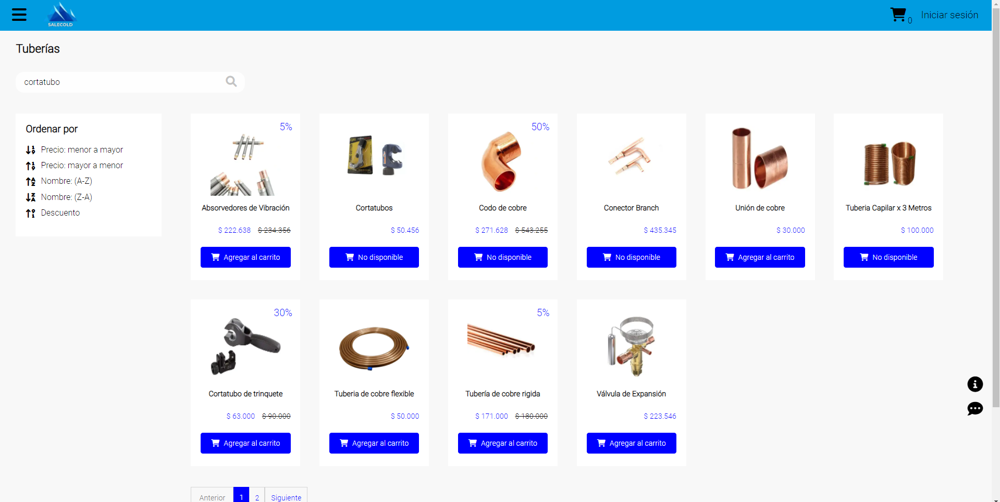 SALECOLD
0
Iniciar sesión
Tuberías
cortatubo
Ordenar por
Precio: menor a mayor
Precio: mayor a menor
Nombre: (A-Z)
Nombre: (Z-A)
Descuento
5%
Absorvedores de Vibración
$ 222.638 $ 234.356
Agregar al carrito
Cortatubos
$ 50.456
No disponible
50%
Codo de cobre
$ 271.628 $ 543.255
No disponible
Conector Branch
$ 435.345
No disponible
Unión de cobre
$ 30.000
Agregar al carrito
Tuberia Capilar x 3 Metros
$ 100.000
No disponible
30%
Cortatubo de trinquete
$ 63.000 $ 90.000
Agregar al carrito
Tuberia de cobre flexible
$ 50.000
Agregar al carrito
5%
Tubería de cobre rigida
$ 171.000 $ 180.000
Agregar al carrito
Válvula de Expansión
$ 223.546
Agregar al carrito
Anterior 1 2 Siguiente